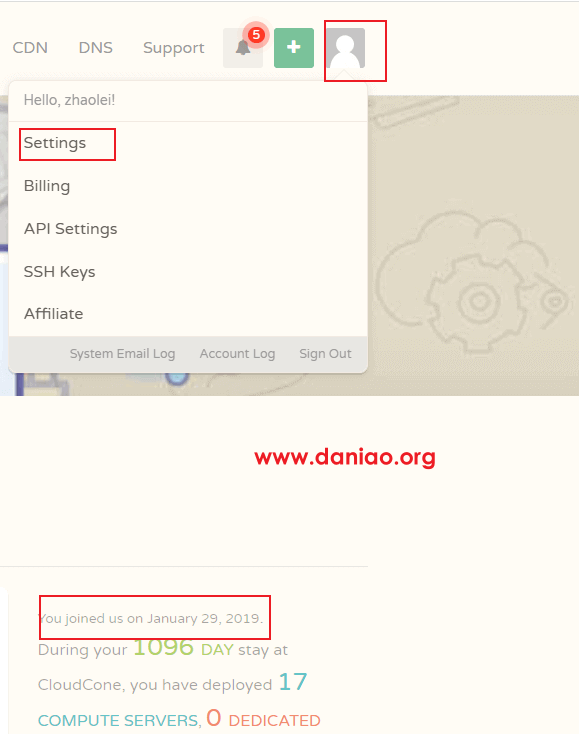 CDN DNS Support 5
Hello, zhaolei!
Settings
Billing
API Settings
SSH Keys
Affiliate
System Email Log Account Log Sign Out
www.daniao.org
You joined us on January 29, 2019.
During your 1096 DAY stay at
CloudCone, you have deployed 17
COMPUTE SERVERS, 0 DEDICATED